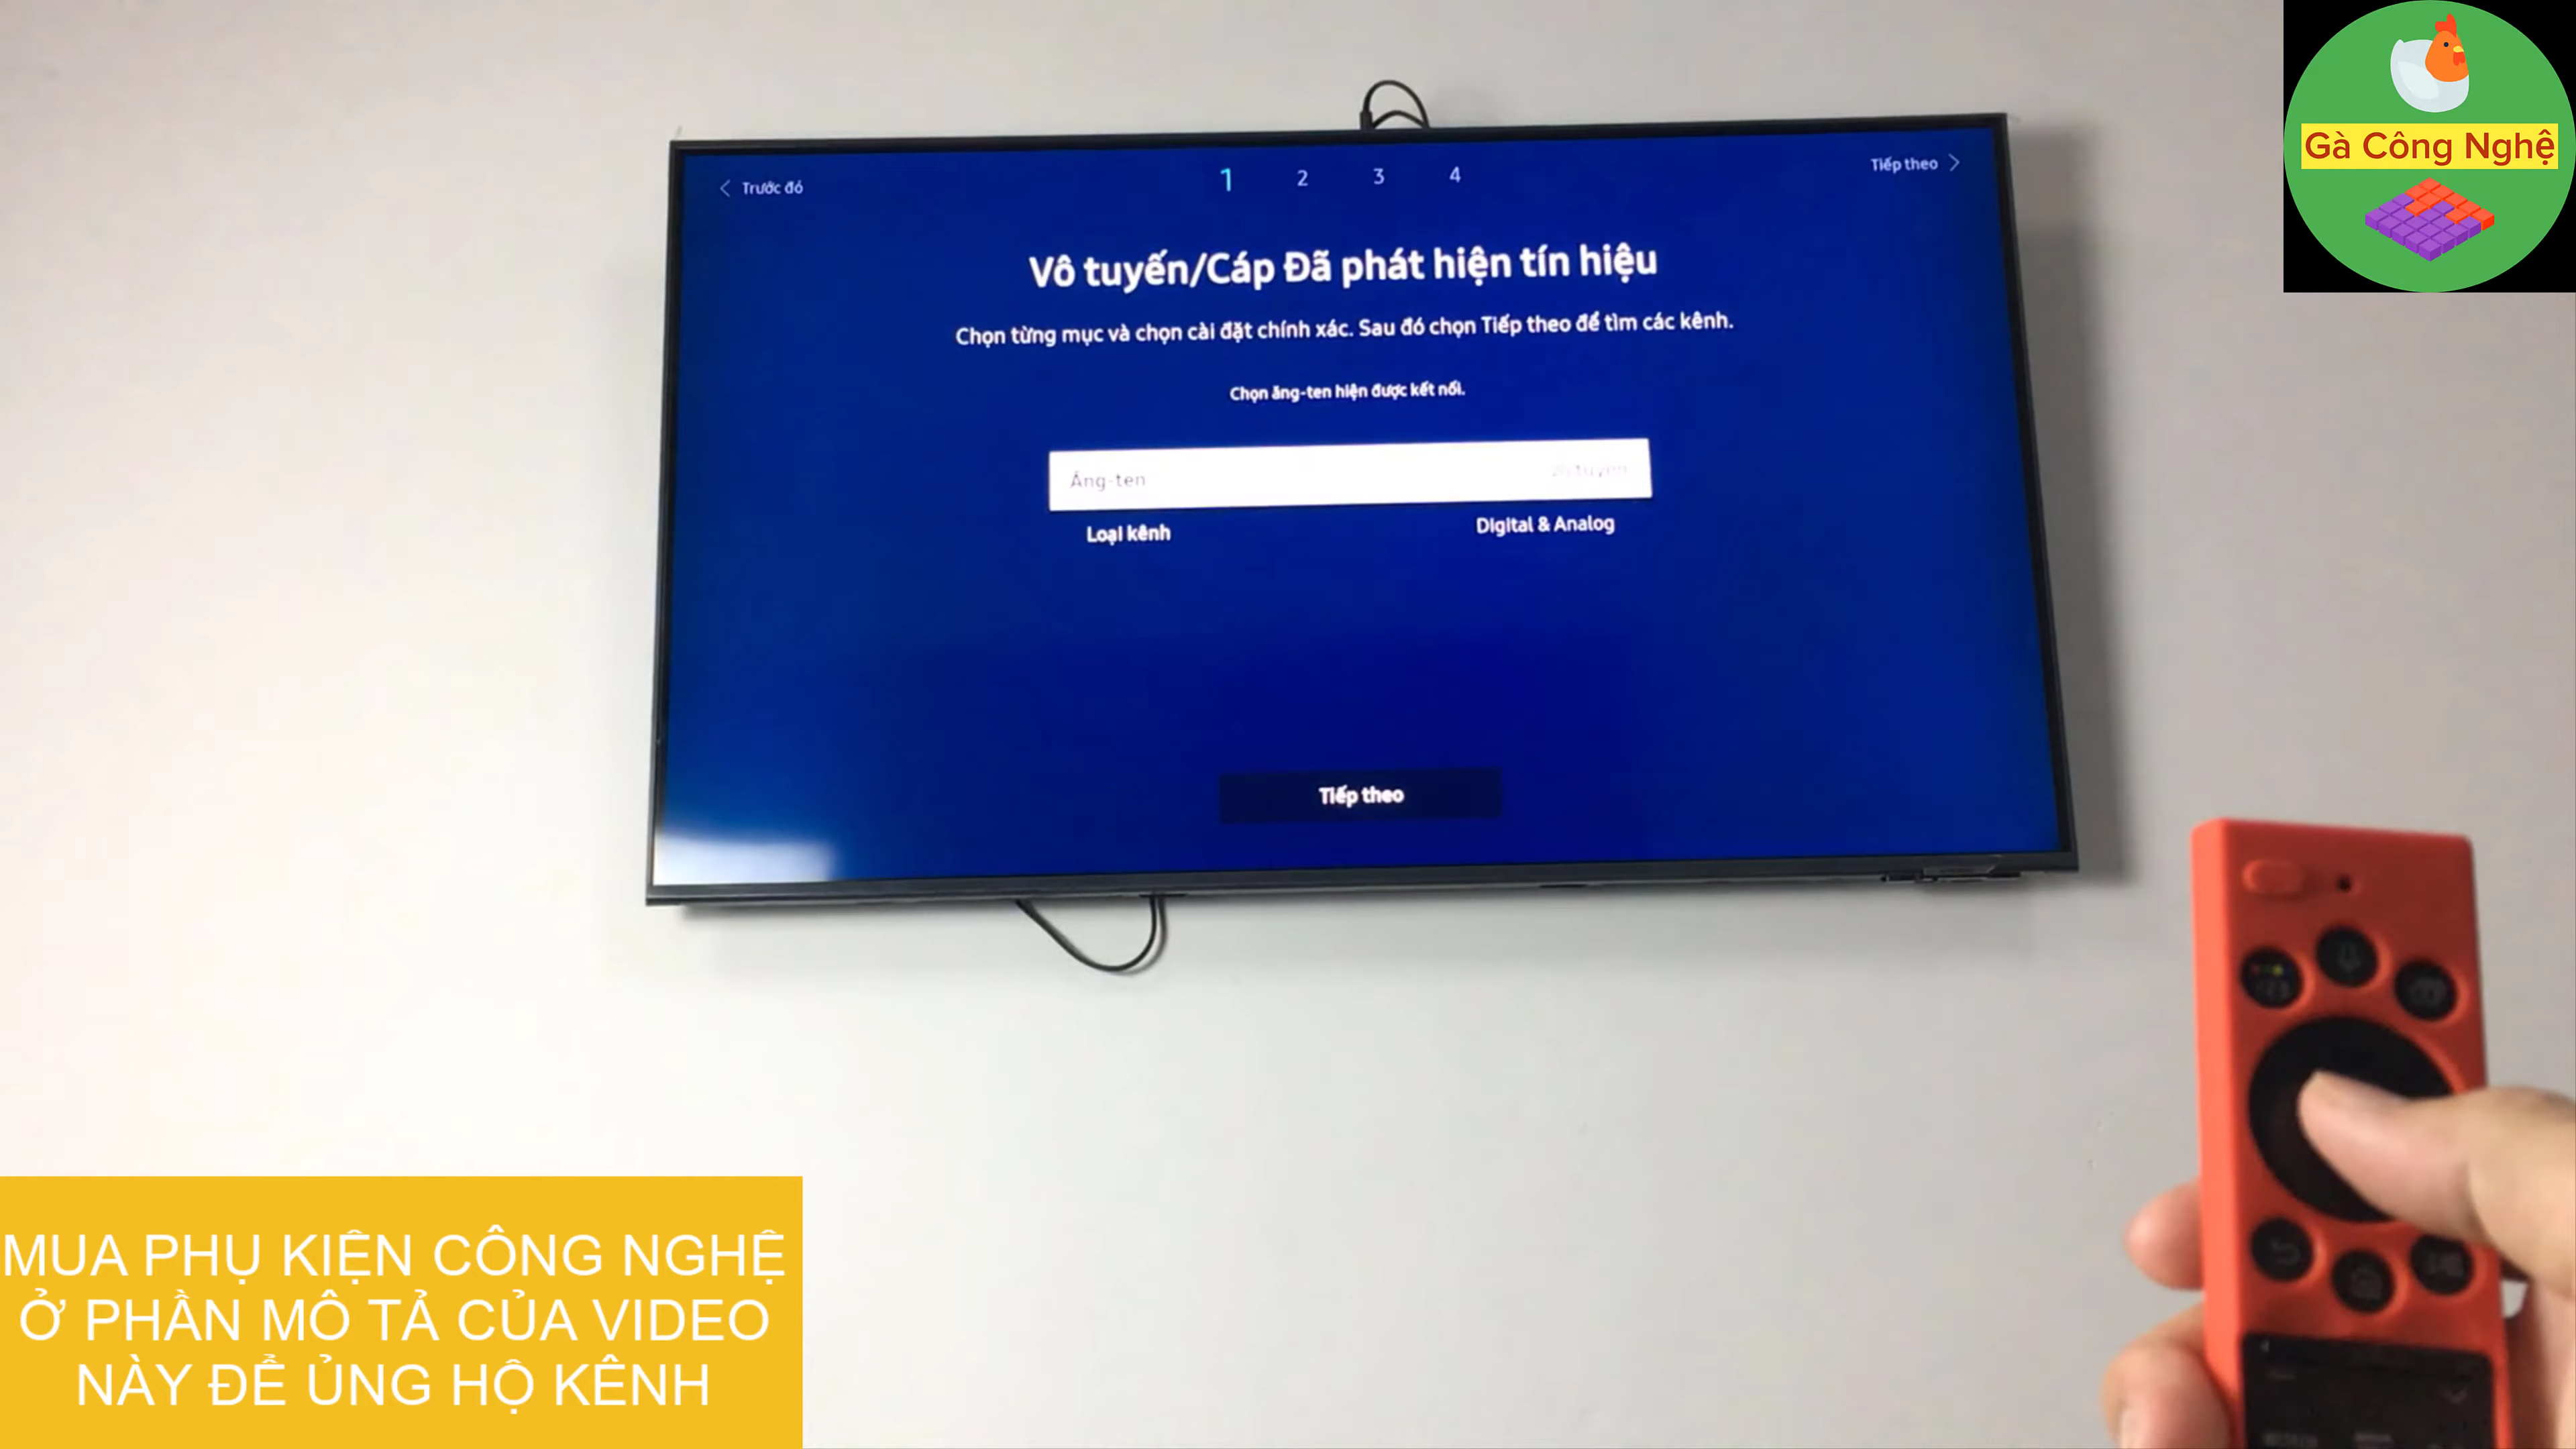 Gà Công Nghệ
Trước đó
1 2 3 4
Tiếp theo
Vô tuyến/Cáp Đã phát hiện tín hiệu
Chọn từng mục và chọn cài đặt chính xác. Sau đó chọn Tiếp theo để tìm các kênh.
Chọn ăng-ten hiện được kết nối.
Ăng-ten
Loại kênh Digital & Analog
Tiếp theo
MUA PHỤ KIỆN CÔNG NGHỆ
Ở PHẦN MÔ TẢ CỦA VIDEO
NÀY ĐỂ ỦNG HỘ KÊNH